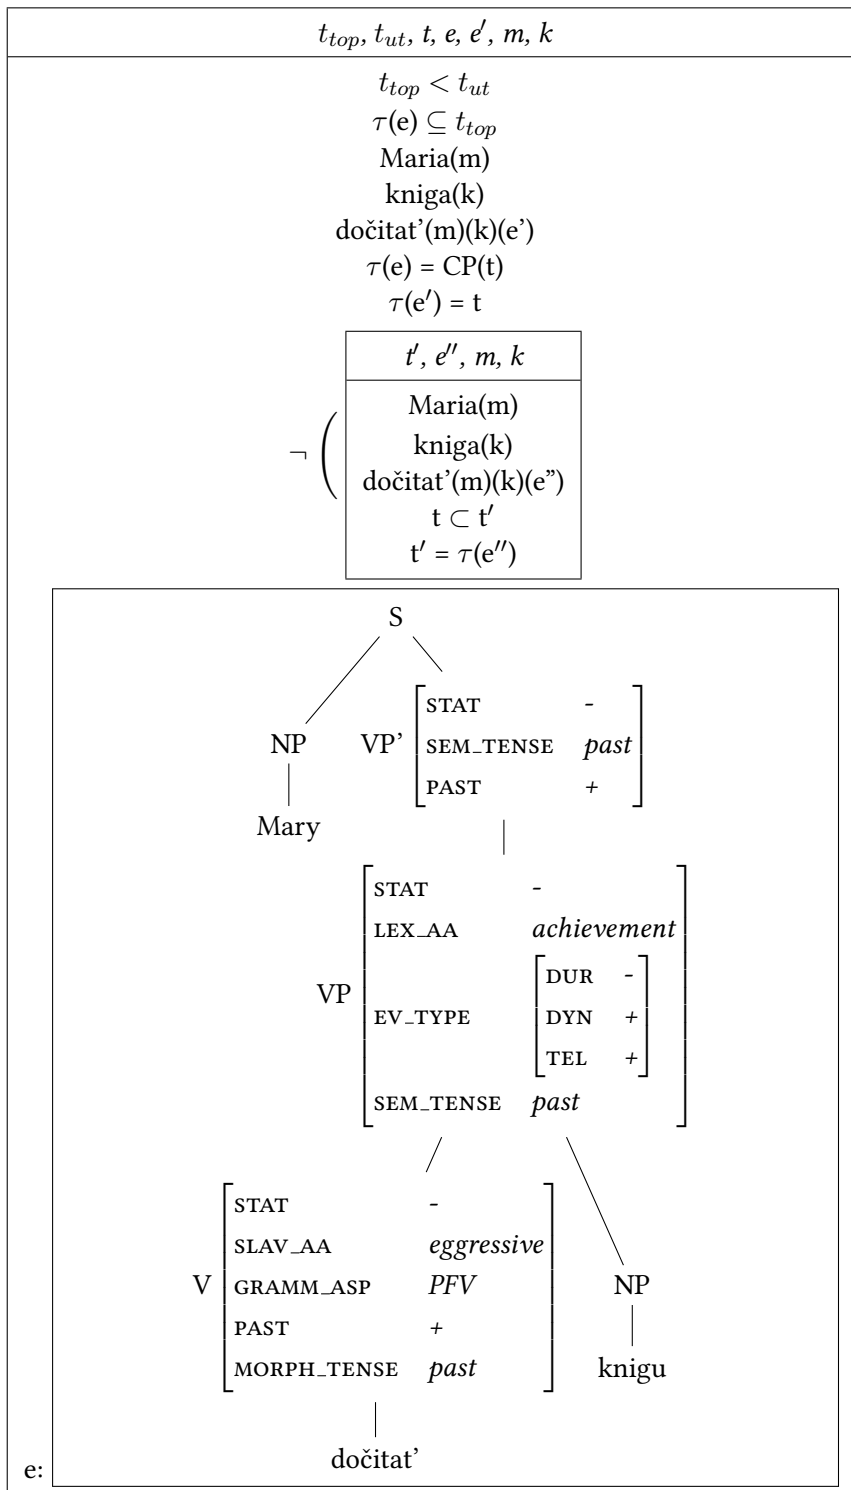 t_top, t_ut, t, e, e′, m, k
t_top < t_ut
τ(e) ⊆ t_top
Maria(m)
kniga(k)
dočitat’(m)(k)(e’)
τ(e) = CP(t)
τ(e′) = t
t′, e′′, m, k
Maria(m)
kniga(k)
¬ (
dočitat’(m)(k)(e”)
t ⊂ t′
t′ = τ(e′′)
S
STAT -
NP VP’ SEM_TENSE past
PAST +
Mary
STAT -
LEX_AA achievement
DUR -
VP EV_TYPE DYN +
TEL +
SEM_TENSE past
STAT -
SLAV_AA eggressive
V GRAMM_ASP PFV NP
PAST +
MORPH_TENSE past knigu
dočitat’
e: